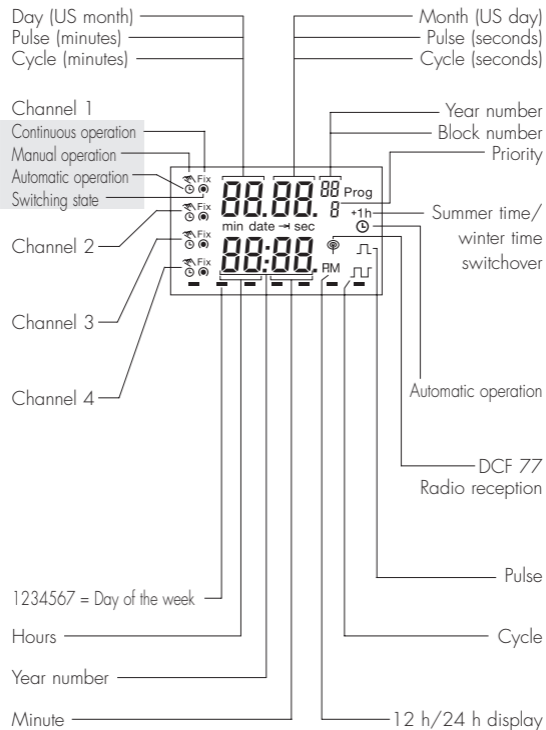 Day (US month)
Pulse (minutes)
Cycle (minutes)
Month (US day)
Pulse (seconds)
Cycle (seconds)
Channel 1
Continuous operation
Manual operation
Automatic operation
Switching state
Channel 2
Channel 3
Channel 4
Year number
Block number
Priority
Fix
Fix
Fix
Fix
88.88. 88 Prog
8 +1h
min date sec
88:88. PM
Summer time/
winter time
switchover
Automatic operation
DCF 77
Radio reception
Pulse
Cycle
12 h/24 h display
1234567 = Day of the week
Hours
Year number
Minute